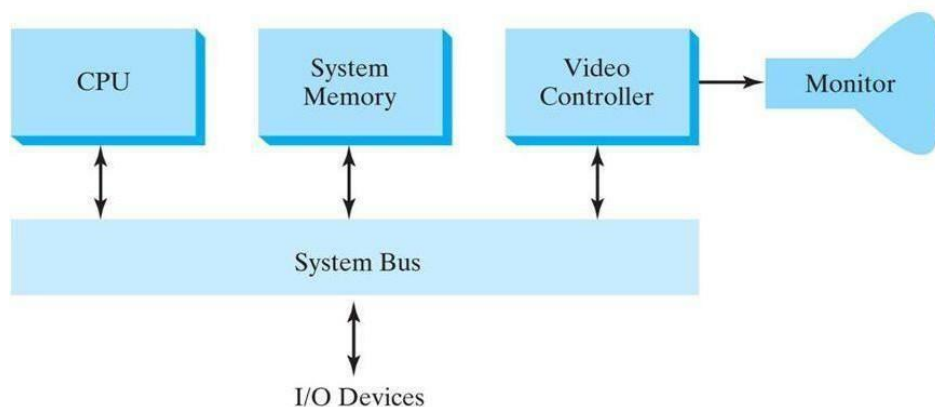 CPU
System
Memory
Video
Controller
Monitor
System Bus
I/O Devices